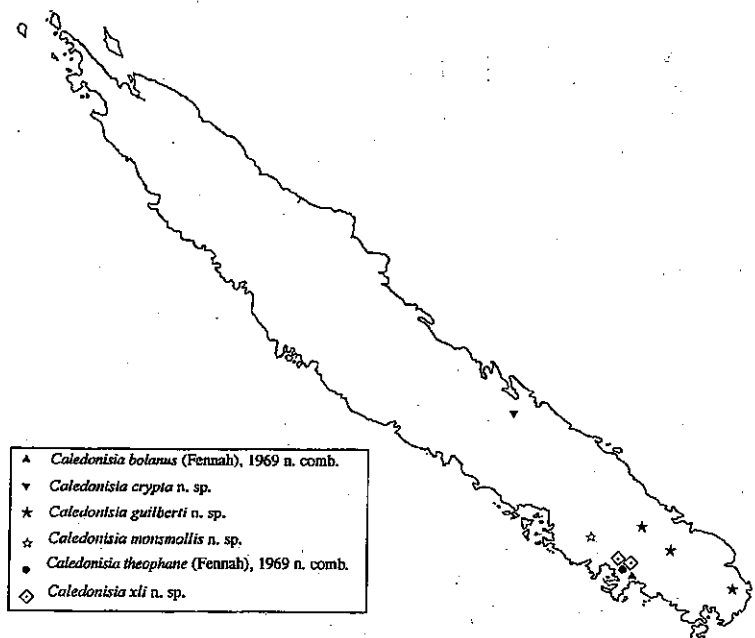 Caledonisia bolanus (Fennah), 1969 n. comb.
Caledonisia crypta n. sp.
Caledonisia guilberti n. sp.
Caledonisia monsmollis n. sp.
Caledonisia theophane (Fennah), 1969 n. comb.
Caledonisia xli n. sp.